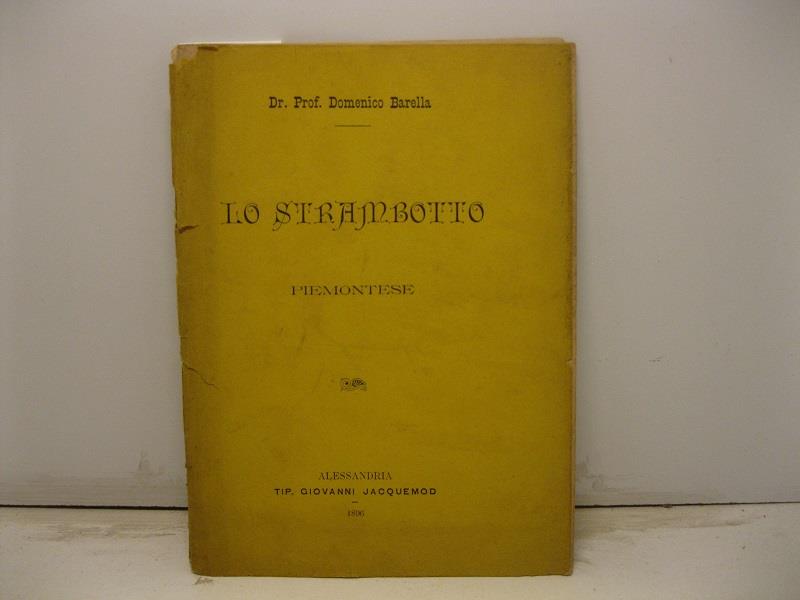 Dr. Prof. Domenico Barella
LO STRAMBOTTO
PIEMONTESE
ALESSANDRIA
TIP. GIOVANNI JACQUEMOD
1896